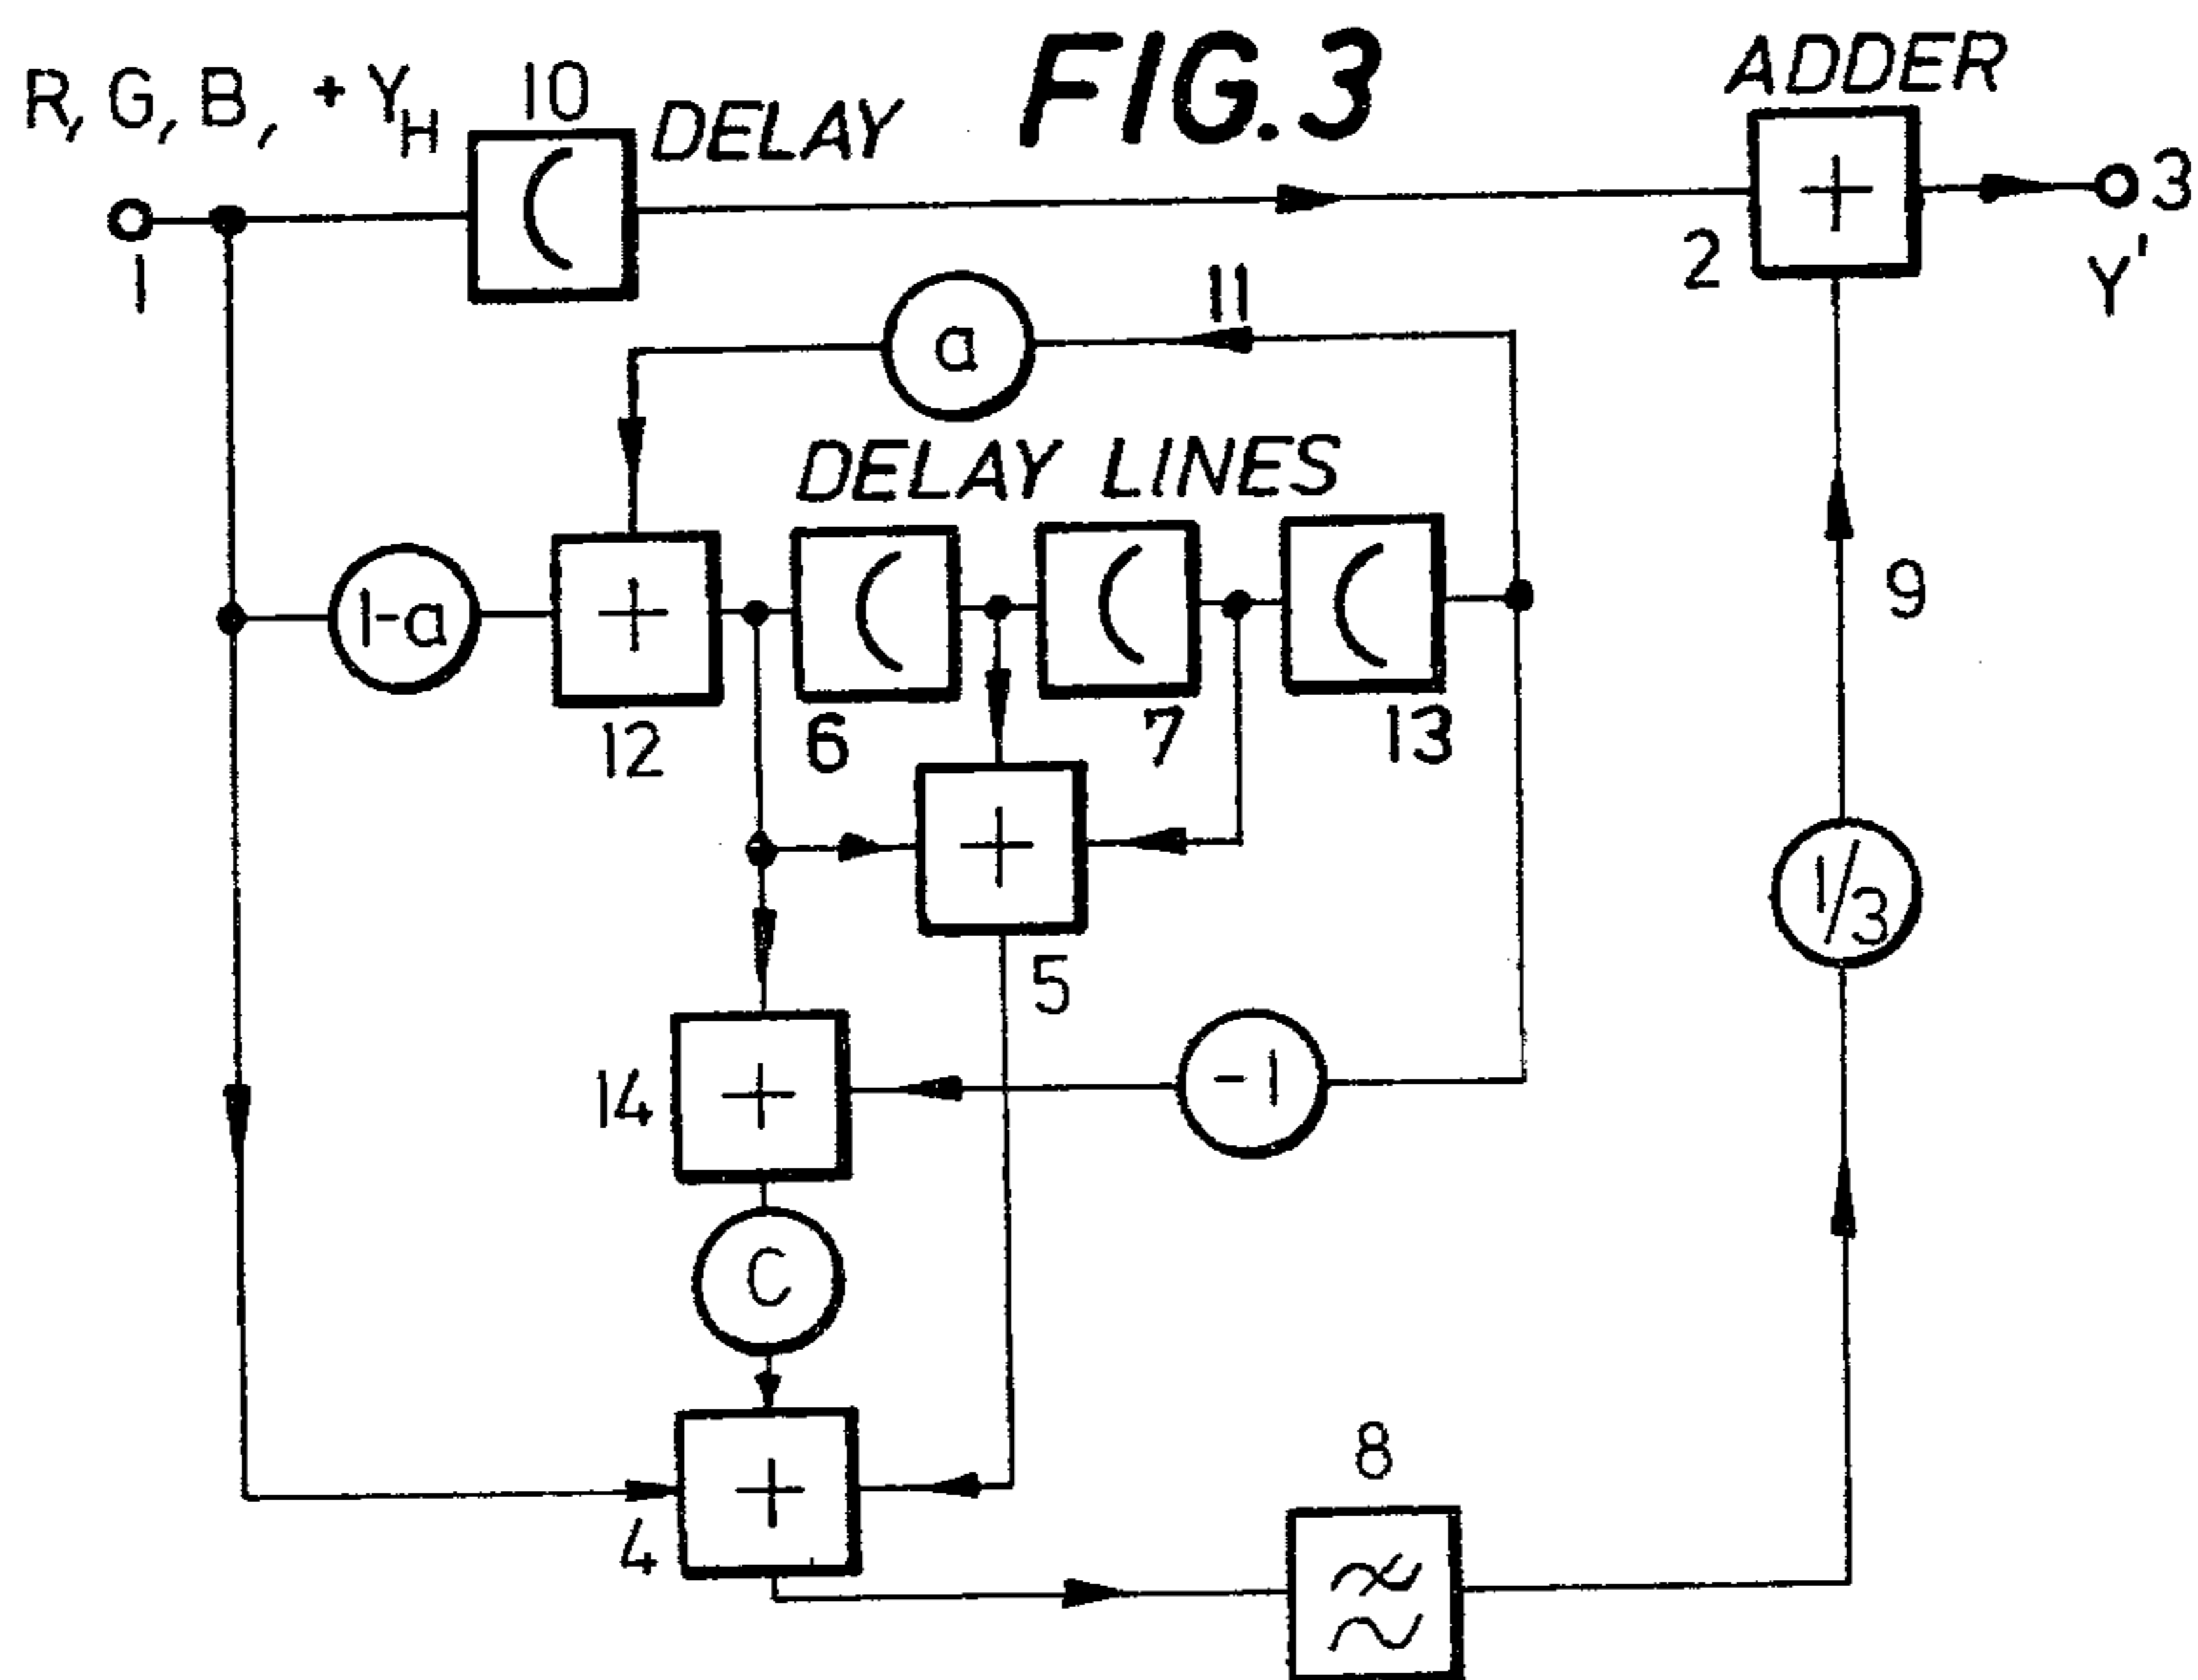 FIG. 3
R, G, B, + Y_H
10
DELAY
ADDER
+
1
2
3
Y'
11
a
DELAY LINES
1-a
+
12
6
7
13
9
+
5
1/3
14
+
-1
C
+
4
8